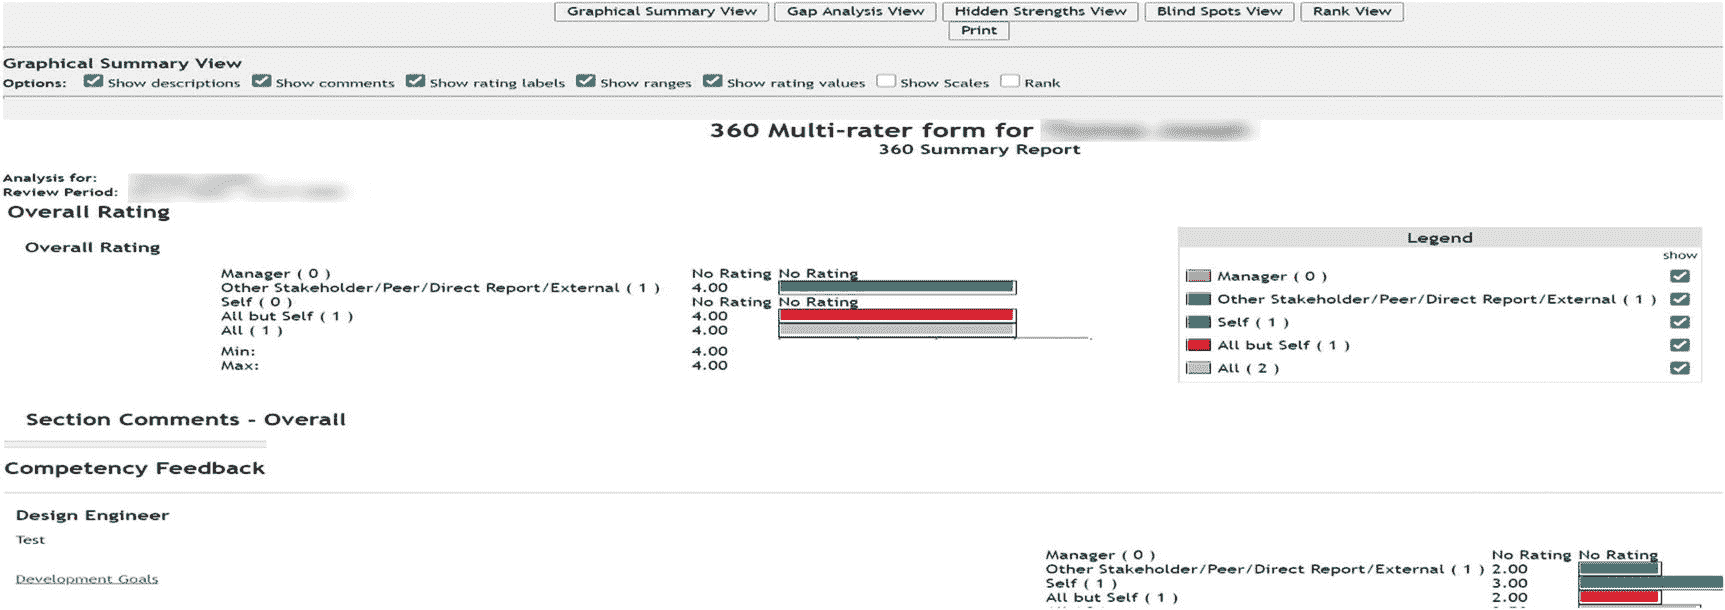 Graphical Summary View Gap Analysis View Hidden Strengths View Blind Spots View Rank View
Print
Graphical Summary View
Options: Show descriptions Show comments Show rating labels Show ranges Show rating values Show Scales Rank
360 Multi-rater form for
360 Summary Report
Analysis for:
Review Period:
Overall Rating
Overall Rating
Manager ( 0 ) No Rating No Rating
Other Stakeholder/Peer/Direct Report/External ( 1 ) 4.00
Self ( 0 ) No Rating No Rating
All but Self ( 1 ) 4.00
All ( 1 ) 4.00
Min: 4.00
Max: 4.00
Legend
show
Manager ( 0 )
Other Stakeholder/Peer/Direct Report/External ( 1 )
Self ( 1 )
All but Self ( 1 )
All ( 2 )
Section Comments - Overall
Competency Feedback
Design Engineer
Test
Development Goals
Manager ( 0 ) No Rating No Rating
Other Stakeholder/Peer/Direct Report/External ( 1 ) 2.00
Self ( 1 ) 3.00
All but Self ( 1 ) 2.00